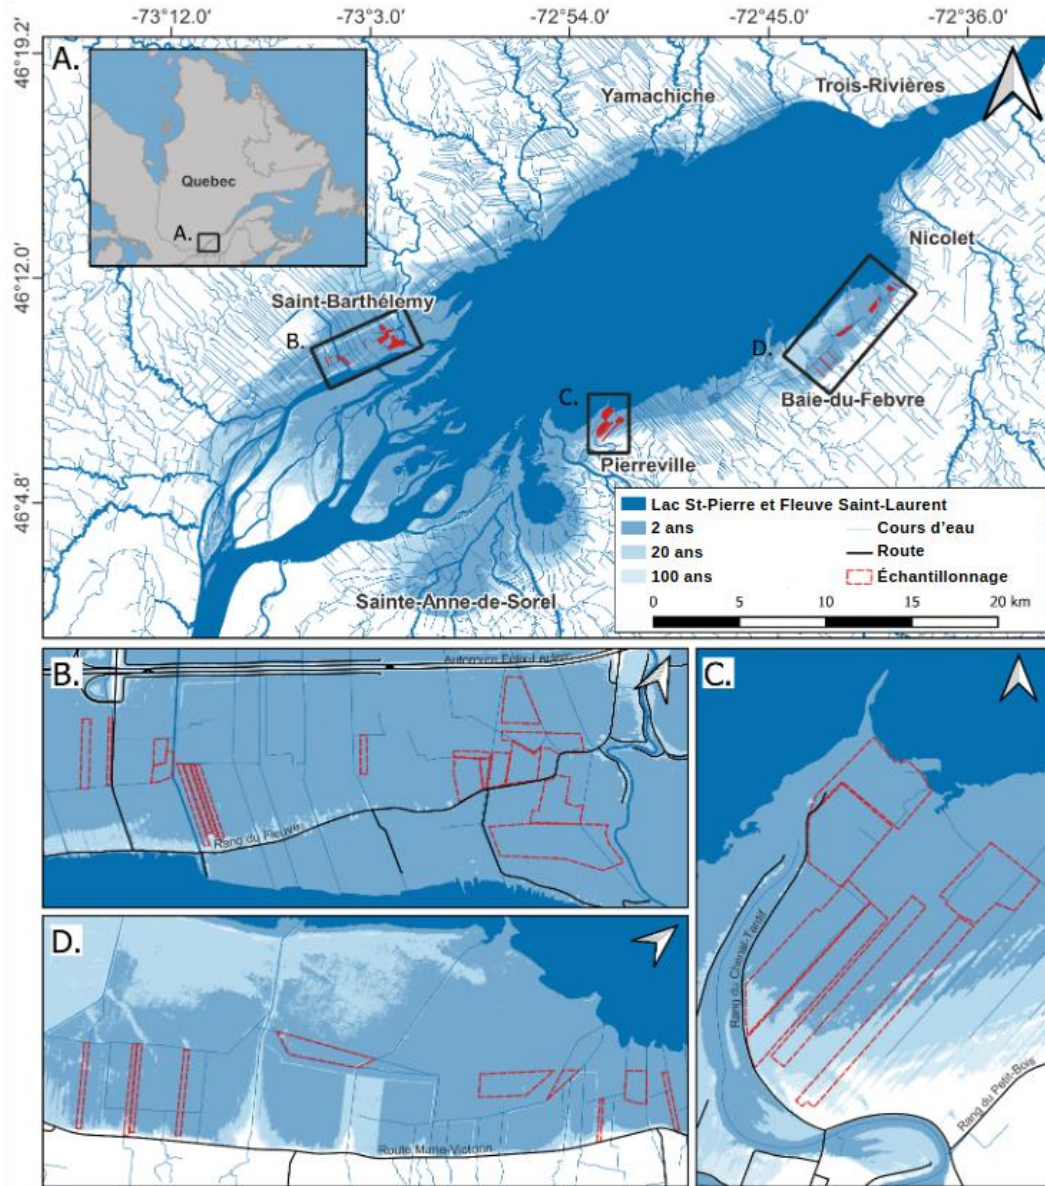 -73°12.0' -73°3.0' -72°54.0' -72°45.0' -72°36.0'
46°19.2'
46°12.0'
46°4.8'
A.
Quebec
A.
Yamachiche
Trois-Rivières
Nicolet
Saint-Barthélemy
B.
D.
Baie-du-Febvre
C.
Pierreville
Sainte-Anne-de-Sorel
Lac St-Pierre et Fleuve Saint-Laurent
2 ans
20 ans
100 ans
Cours d'eau
Route
Échantillonnage
0 5 10 15 20 km
B.
Rang du Fleuve
C.
Rang du Chenal-Tardif
Rang du Petit-Bois
D.
Route Marie-Victorin